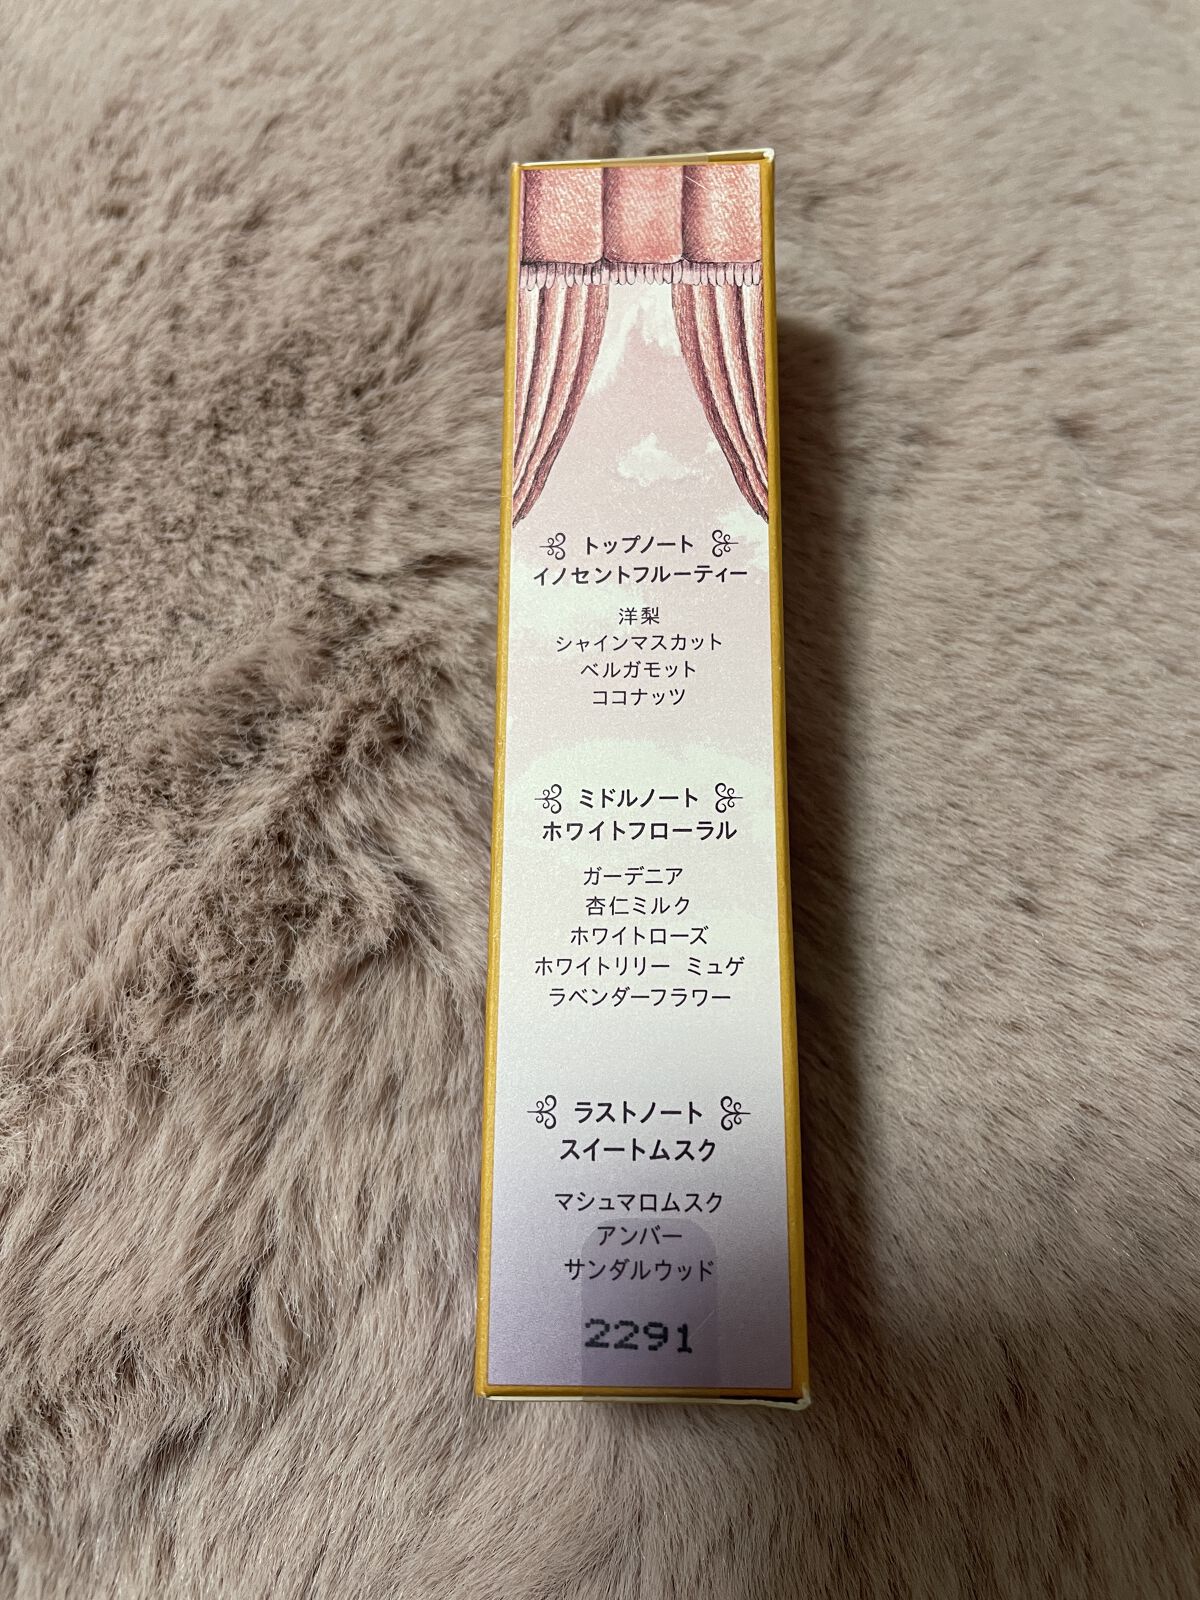 トップノート
イノセントフルーティー
洋梨
シャインマスカット
ベルガモット
ココナッツ
ミドルノート
ホワイトフローラル
ガーデニア
杏仁ミルク
ホワイトローズ
ホワイトリリー ミュゲ
ラベンダーフラワー
ラストノート
スイートムスク
マシュマロムスク
アンバー
サンダルウッド
2291